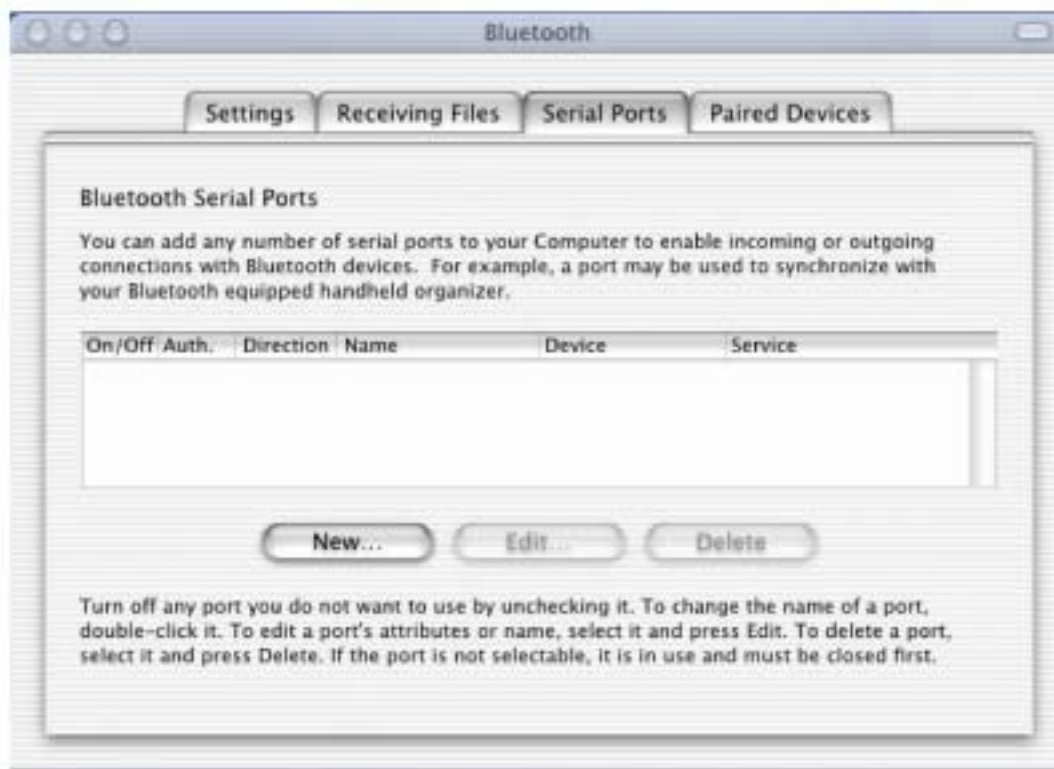 Bluetooth
Settings Receiving Files Serial Ports Paired Devices
Bluetooth Serial Ports
You can add any number of serial ports to your Computer to enable incoming or outgoing
connections with Bluetooth devices.  For example, a port may be used to synchronize with
your Bluetooth equipped handheld organizer.
On/Off Auth. Direction Name Device Service
New... Edit... Delete
Turn off any port you do not want to use by unchecking it. To change the name of a port,
double-click it. To edit a port's attributes or name, select it and press Edit. To delete a port,
select it and press Delete. If the port is not selectable, it is in use and must be closed first.